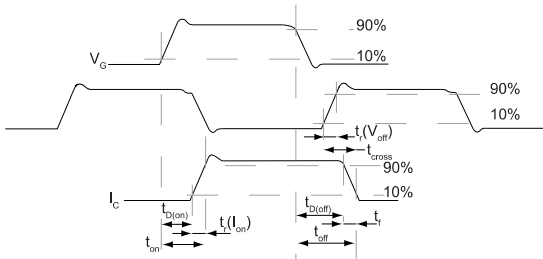 90%
V_G
10%
90%
10%
t_r(V_off)
t_cross
90%
I_C
10%
t_D(on)
t_D(off)
t_r(I_on)
t_f
t_on
t_off